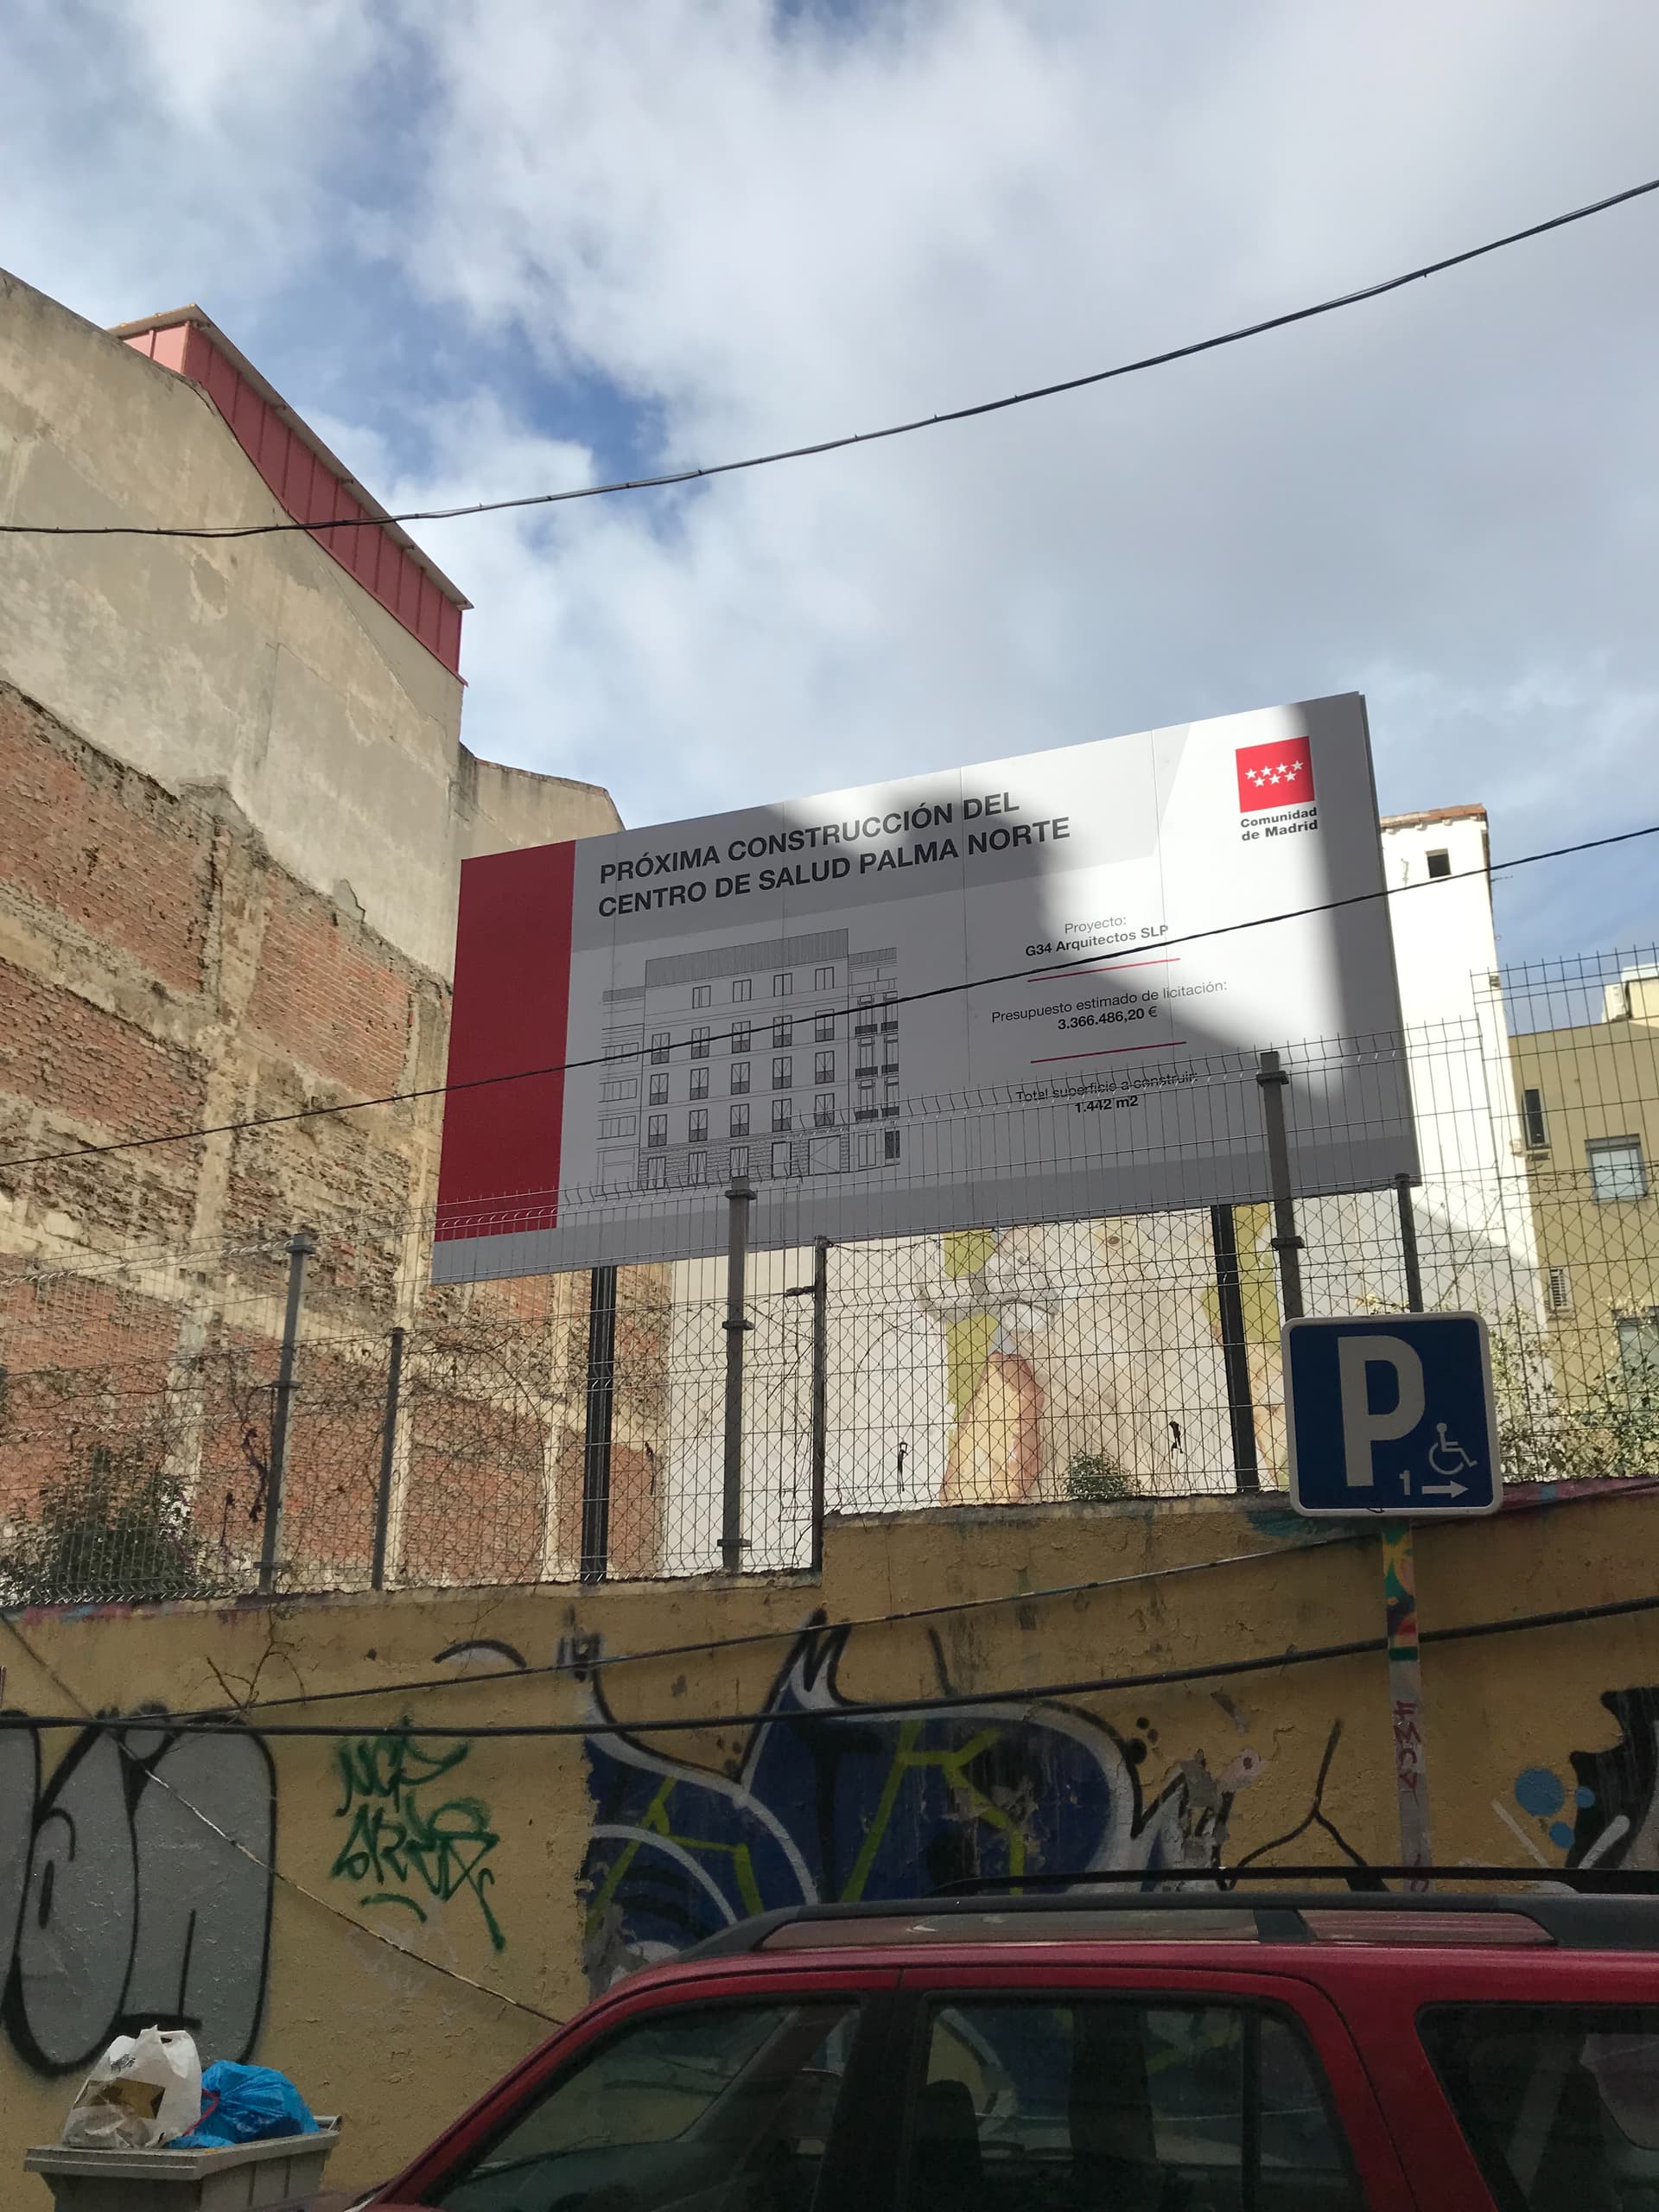 PRÓXIMA CONSTRUCCIÓN DEL
CENTRO DE SALUD PALMA NORTE
Comunidad
de Madrid
Proyecto:
G34 Arquitectos SLP
Presupuesto estimado de licitación:
3.366.486,20 €
Total superficie a construir:
1.442 m2
P
1